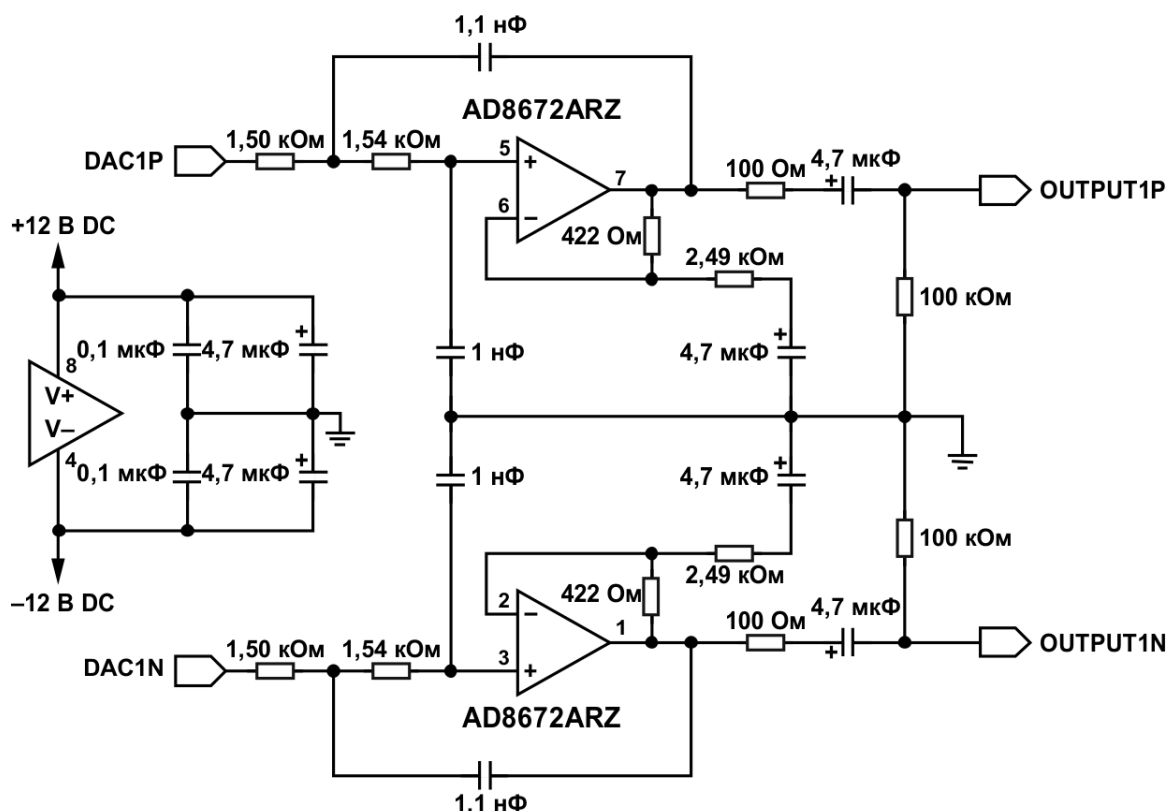 1,1 нФ
AD8672ARZ
DAC1P
1,50 кОм
1,54 кОм
5
+
7
6
−
100 Ом
4,7 мкФ
+
OUTPUT1P
422 Ом
2,49 кОм
100 кОм
+12 В DC
0,1 мкФ
4,7 мкФ
+
8
V+
V–
4
0,1 мкФ
4,7 мкФ
+
–12 В DC
1 нФ
+
4,7 мкФ
1 нФ
+
4,7 мкФ
100 кОм
2,49 кОм
422 Ом
2
−
1
3
+
100 Ом
4,7 мкФ
+
OUTPUT1N
DAC1N
1,50 кОм
1,54 кОм
AD8672ARZ
1,1 нФ